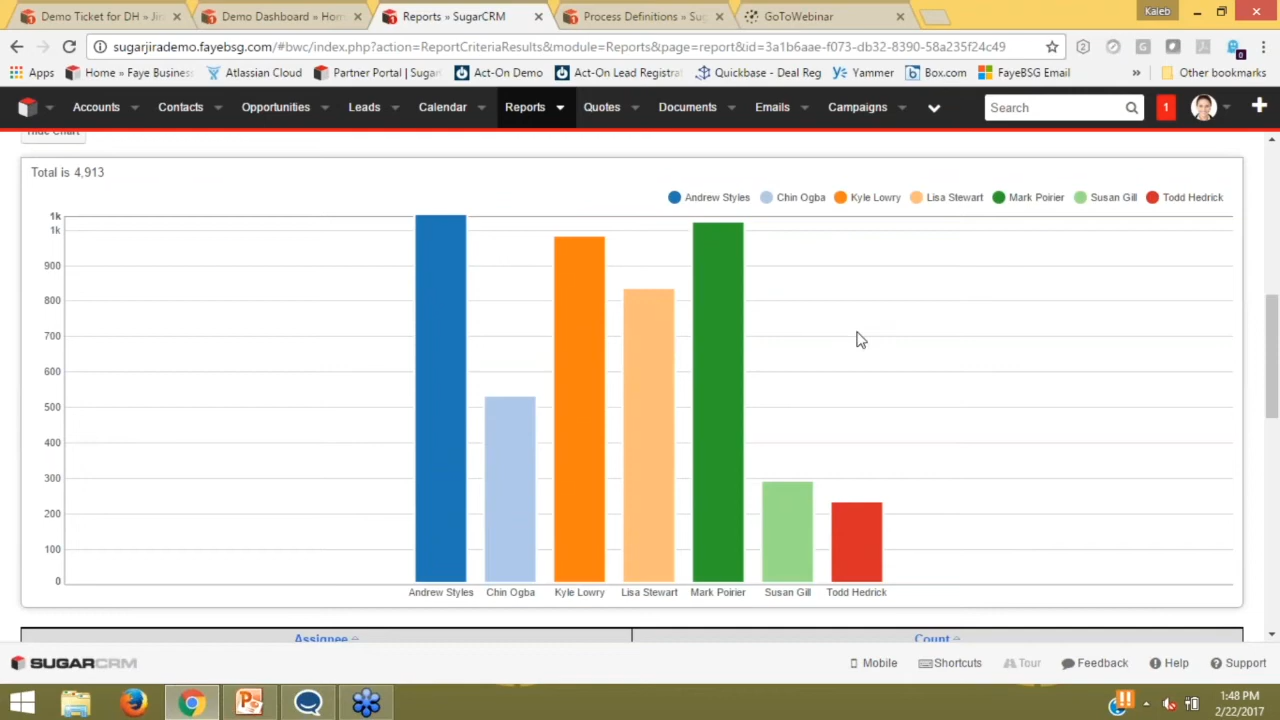 Demo Ticket for DH » Jir
Demo Dashboard » Hom
Reports » SugarCRM
Process Definitions » Su
GoToWebinar
Kaleb
sugarjirademo.fayebsg.com/#bwc/index.php?action=ReportCriteriaResults&module=Reports&page=report&id=3a1b6aae-f073-db32-8390-58a235f24c49
Apps
Home » Faye Business
Atlassian Cloud
Partner Portal | Sugar
Act-On Demo
Act-On Lead Registrat
Quickbase - Deal Reg
Yammer
Box.com
FayeBSG Email
»
Other bookmarks
Accounts
Contacts
Opportunities
Leads
Calendar
Reports
Quotes
Documents
Emails
Campaigns
Search
1
Hide Chart
Total is 4,913
Andrew Styles
Chin Ogba
Kyle Lowry
Lisa Stewart
Mark Poirier
Susan Gill
Todd Hedrick
1k
1k
900
800
700
600
500
400
300
200
100
0
Andrew Styles
Chin Ogba
Kyle Lowry
Lisa Stewart
Mark Poirier
Susan Gill
Todd Hedrick
Assignee
Count
SUGARCRM
Mobile
Shortcuts
Tour
Feedback
Help
Support
1:48 PM
2/22/2017